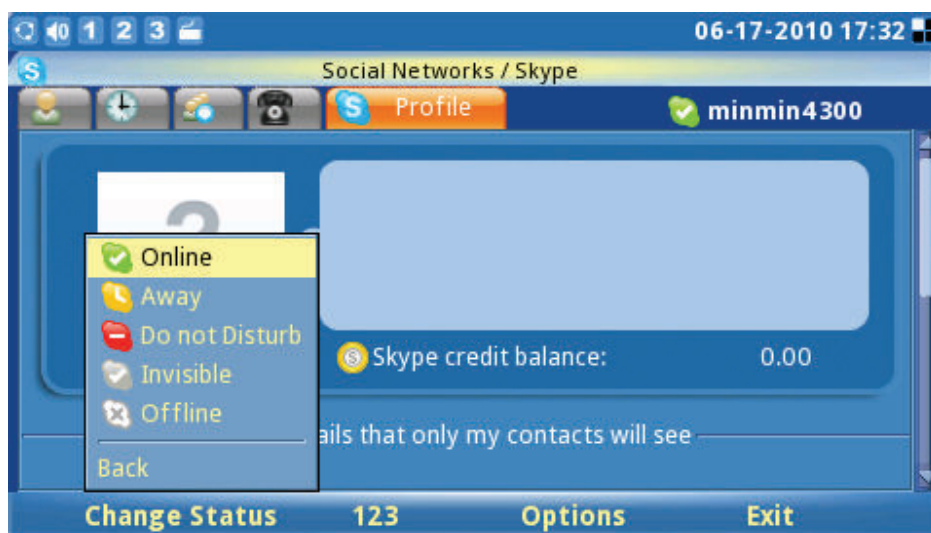 1 2 3 06-17-2010 17:32
Social Networks / Skype
Profile minmin4300
Online
Away
Do not Disturb
Invisible
Offline
Back
Skype credit balance: 0.00
that only my contacts will see
Change Status 123 Options Exit